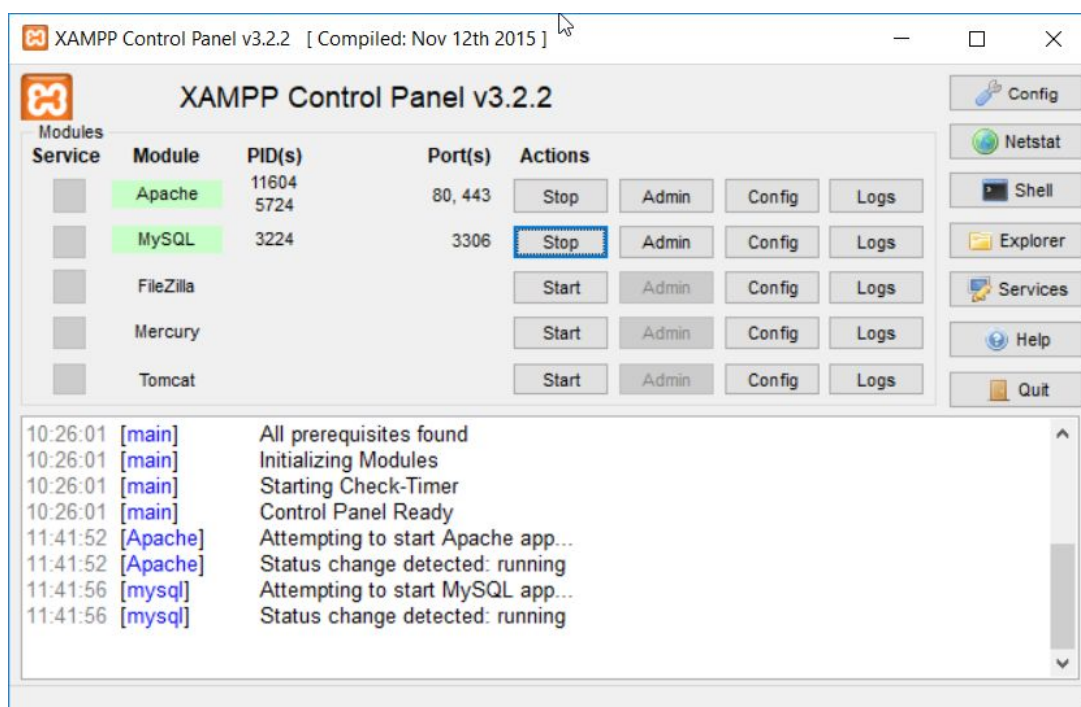 XAMPP Control Panel v3.2.2 [ Compiled: Nov 12th 2015 ]
XAMPP Control Panel v3.2.2
Config
Modules
Service Module PID(s) Port(s) Actions
Netstat
Apache 11604 5724 80, 443 Stop Admin Config Logs
Shell
MySQL 3224 3306 Stop Admin Config Logs
Explorer
FileZilla Start Admin Config Logs
Services
Mercury Start Admin Config Logs
Help
Tomcat Start Admin Config Logs
Quit
10:26:01 [main] All prerequisites found
10:26:01 [main] Initializing Modules
10:26:01 [main] Starting Check-Timer
10:26:01 [main] Control Panel Ready
11:41:52 [Apache] Attempting to start Apache app...
11:41:52 [Apache] Status change detected: running
11:41:56 [mysql] Attempting to start MySQL app...
11:41:56 [mysql] Status change detected: running